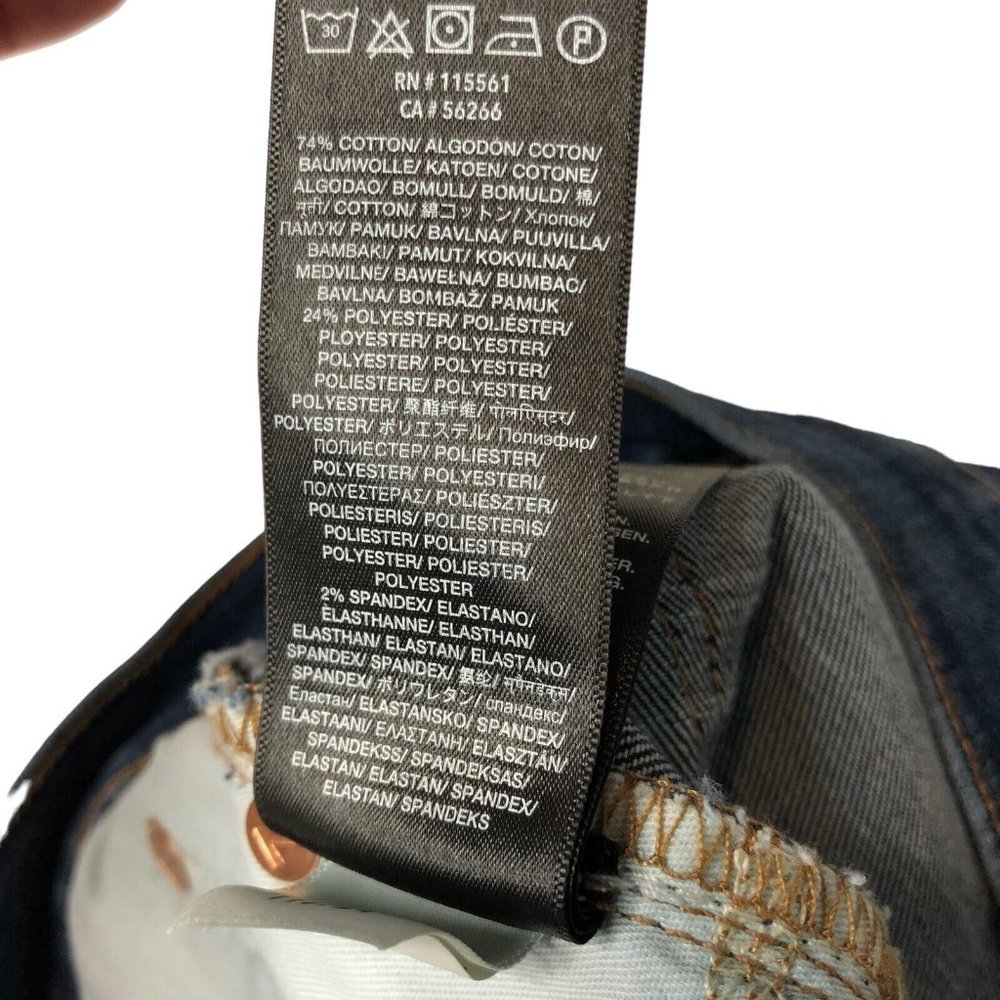 30
P
RN # 115561
CA # 56266
74% COTTON/ ALGODÓN/ COTON/
BAUMWOLLE/ KATOEN/ COTONE/
ALGODAO/ BOMULL/ BOMULD/ 棉/
COTTON/ 綿コットン/ Хлопок/
ПАМУК/ PAMUK/ BAVLNA/ PUUVILLA/
BAMBAKI/ PAMUT/ KOKVILNA/
MEDVILNĖ/ BAWEŁNA/ BUMBAC/
BAVLNA/ BOMBAŽ/ PAMUK
24% POLYESTER/ POLIÉSTER/
PLOYESTER/ POLYESTER/
POLYESTER/ POLYESTER/
POLIESTERE/ POLYESTER/
POLYESTER/ 聚酯纤维/ पोलिएस्टर/
POLYESTER/ ポリエステル/ Полиэфир/
ПОЛИЕСТЕР/ POLIESTER/
POLYESTER/ POLYESTERI/
ΠΟΛΥΕΣΤΕΡΑΣ/ POLIÉSZTER/
POLIESTERIS/ POLIESTERIS/
POLIESTER/ POLIESTER/
POLYESTER/ POLIESTER/
POLYESTER
2% SPANDEX/ ELASTANO/
ÉLASTHANNE/ ELASTHAN/
ELASTHAN/ ELASTAN/ ELASTANO/
SPANDEX/ SPANDEX/ 氨纶/
SPANDEX/ ポリウレタン/ спандекс/
Еластан/ ELASTANSKO/ SPANDEX/
ELASTAANI/ ΕΛΑΣΤΑΝΗ/ ELASZTÁN/
SPANDEKSS/ SPANDEKSAS/
ELASTAN/ ELASTAN/ SPANDEX/
ELASTAN/ SPANDEKS